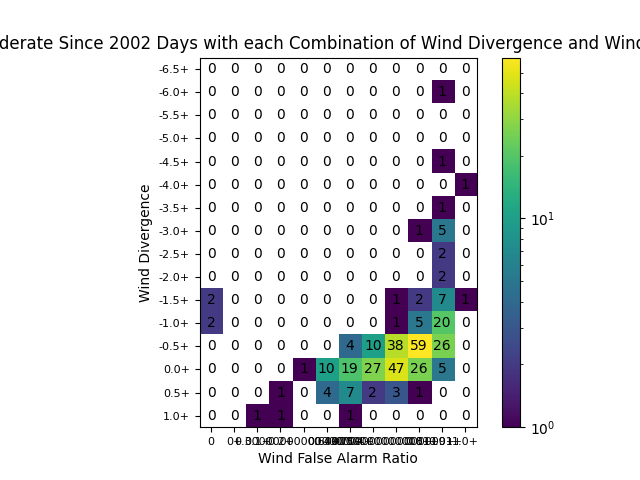 derate Since 2002 Days with each Combination of Wind Divergence and Wind
-6.5+ 0 0 0 0 0 0 0 0 0 0 0 0
-6.0+ 0 0 0 0 0 0 0 0 0 0 1 0
-5.5+ 0 0 0 0 0 0 0 0 0 0 0 0
-5.0+ 0 0 0 0 0 0 0 0 0 0 0 0
-4.5+ 0 0 0 0 0 0 0 0 0 0 1 0
-4.0+ 0 0 0 0 0 0 0 0 0 0 0 1
-3.5+ 0 0 0 0 0 0 0 0 0 0 1 0
-3.0+ 0 0 0 0 0 0 0 0 0 1 5 0
-2.5+ 0 0 0 0 0 0 0 0 0 0 2 0
-2.0+ 0 0 0 0 0 0 0 0 0 0 2 0
-1.5+ 2 0 0 0 0 0 0 0 1 2 7 1
-1.0+ 2 0 0 0 0 0 0 0 1 5 20 0
-0.5+ 0 0 0 0 0 0 4 10 38 59 26 0
0.0+ 0 0 0 0 1 10 19 27 47 26 5 0
0.5+ 0 0 0 1 0 4 7 2 3 1 0 0
1.0+ 0 0 1 1 0 0 1 0 0 0 0 0
0
Wind False Alarm Ratio
Wind Divergence
10^1
10^0